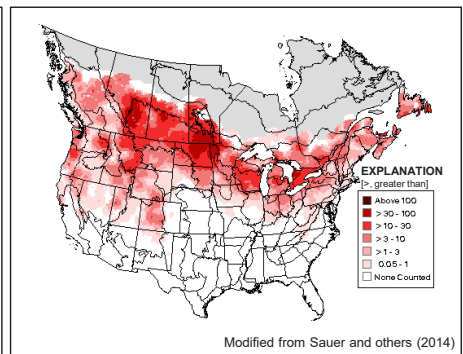 EXPLANATION
[>, greater than]
Above 100
> 30 - 100
> 10 - 30
> 3 - 10
> 1 - 3
0.05 - 1
None Counted
Modified from Sauer and others (2014)